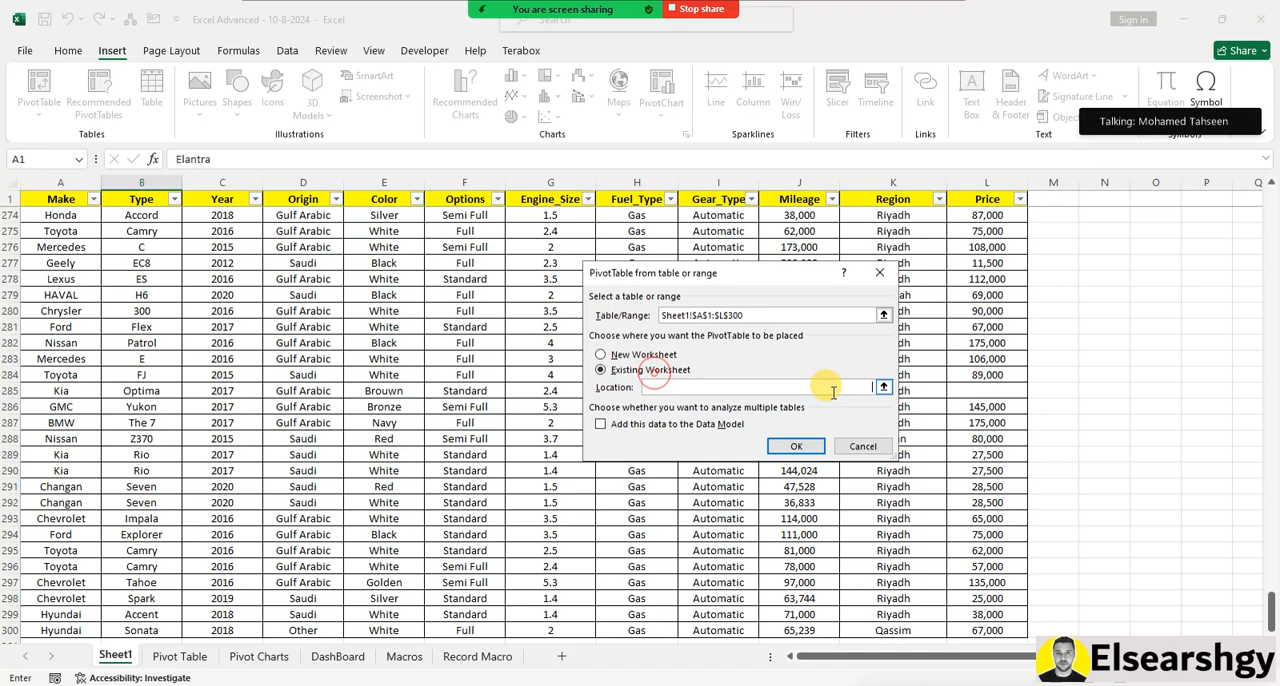 Excel Advanced - 10-8-2024 - Excel
You are screen sharing
Stop share
Search
Sign in
File Home Insert Page Layout Formulas Data Review View Developer Help Terabox
Share
PivotTable Recommended PivotTables Table
Tables
Pictures Shapes Icons 3D Models SmartArt Screenshot
Illustrations
Recommended Charts Maps PivotChart
Charts
Line Column Win/Loss
Sparklines
Slicer Timeline
Filters
Link
Links
Text Box Header & Footer WordArt Signature Line
Text
Equation Symbol
Talking: Mohamed Tahseen
A1 fx Elantra
A B C D E F G H I J K L M N O P Q
1 Make Type Year Origin Color Options Engine_Size Fuel_Type Gear_Type Mileage Region Price
274 Honda Accord 2018 Gulf Arabic Silver Semi Full 1.5 Gas Automatic 38,000 Riyadh 87,000
275 Toyota Camry 2016 Gulf Arabic White Full 2.4 Gas Automatic 62,000 Riyadh 75,000
276 Mercedes C 2015 Saudi White Semi Full 2 Gas Automatic 173,000 Riyadh 108,000
277 Geely EC8 2012 Saudi Black Full 2.3 11,500
278 Lexus ES 2016 Gulf Arabic White Standard 3.5 112,000
279 HAVAL H6 2020 Saudi Black Full 2 69,000
280 Chrysler 300 2016 Gulf Arabic Black Full 3.5 90,000
281 Ford Flex 2017 Gulf Arabic Black Full 2 67,000
282 Nissan Patrol 2016 Gulf Arabic Black Full 4 175,000
283 Mercedes E 2016 Gulf Arabic White Full 3 106,000
284 Toyota FJ 2015 Saudi White Standard 4 89,000
285 Kia Optima 2017 Gulf Arabic Brouwn Standard 2.4
286 GMC Yukon 2017 Gulf Arabic Bronze Semi Full 5.3 145,000
287 BMW The 7 2017 Gulf Arabic Navy Full 2 175,000
288 Nissan Z370 2015 Saudi Red Semi Full 3.7 80,000
289 Kia Rio 2016 Gulf Arabic White Standard 1.4 27,500
290 Kia Rio 2016 Gulf Arabic White Standard 1.4 Gas Automatic 144,024 Riyadh 27,500
291 Changan Seven 2020 Saudi Red Standard 1.5 Gas Automatic 47,528 Riyadh 28,500
292 Changan Seven 2020 Saudi White Standard 1.5 Gas Automatic 36,833 Riyadh 28,500
293 Chevrolet Impala 2016 Gulf Arabic White Standard 3.5 Gas Automatic 114,000 Riyadh 65,000
294 Ford Explorer 2016 Gulf Arabic Black Standard 3.5 Gas Automatic 111,000 Riyadh 75,000
295 Toyota Camry 2016 Gulf Arabic White Standard 2.5 Gas Automatic 81,000 Riyadh 62,000
296 Toyota Camry 2016 Gulf Arabic White Semi Full 2.4 Gas Automatic 78,000 Riyadh 57,000
297 Chevrolet Tahoe 2016 Gulf Arabic Golden Semi Full 5.3 Gas Automatic 97,000 Riyadh 135,000
298 Chevrolet Spark 2019 Saudi Silver Standard 1.4 Gas Automatic 63,744 Riyadh 25,000
299 Hyundai Accent 2018 Saudi White Standard 1.4 Gas Automatic 71,000 Riyadh 38,000
300 Hyundai Sonata 2018 Other White Full 2 Gas Automatic 65,239 Qassim 67,000
PivotTable from table or range ?
Select a table or range
Table/Range: Sheet1!$A$1:$L$300
Choose where you want the PivotTable to be placed
New Worksheet
Existing Worksheet
Location:
Choose whether you want to analyze multiple tables
Add this data to the Data Model
OK Cancel
Sheet1 Pivot Table Pivot Charts DashBoard Macros Record Macro
Enter Accessibility: Investigate
Elsearshgy